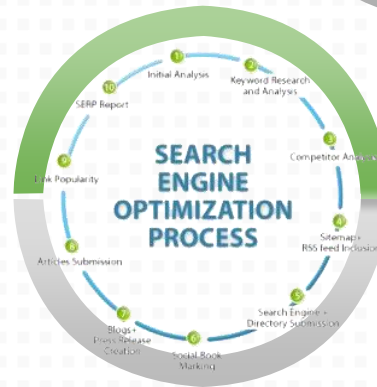 1
Initial Analysis
2
Keyword Research
and Analysis
3
Competitor Analysis
4
Sitemap+
RSS feed Inclusion
5
Search Engine +
Directory Submission
6
Social Book
Marking
7
Blogs+
Press Release
Creation
8
Articles Submission
9
Link Popularity
10
SERP Report
SEARCH
ENGINE
OPTIMIZATION
PROCESS